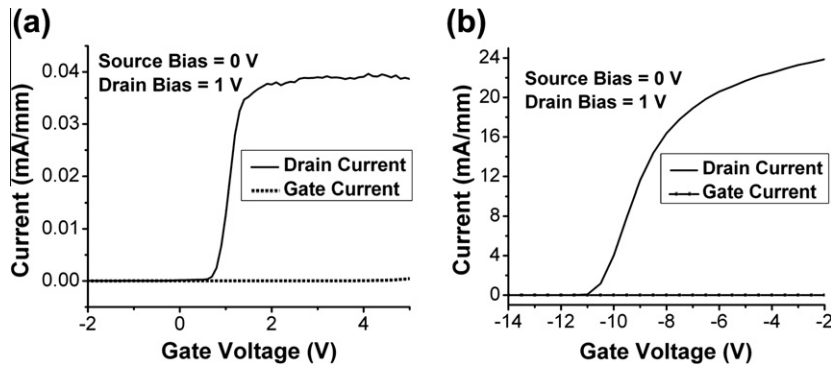 (a)
Source Bias = 0 V
Drain Bias = 1 V
Drain Current
Gate Current
Current (mA/mm)
0.04
0.03
0.02
0.01
0.00
-2
0
2
4
Gate Voltage (V)
(b)
Source Bias = 0 V
Drain Bias = 1 V
Drain Current
Gate Current
Current (mA/mm)
24
20
16
12
8
4
0
-14
-12
-10
-8
-6
-4
-2
Gate Voltage (V)